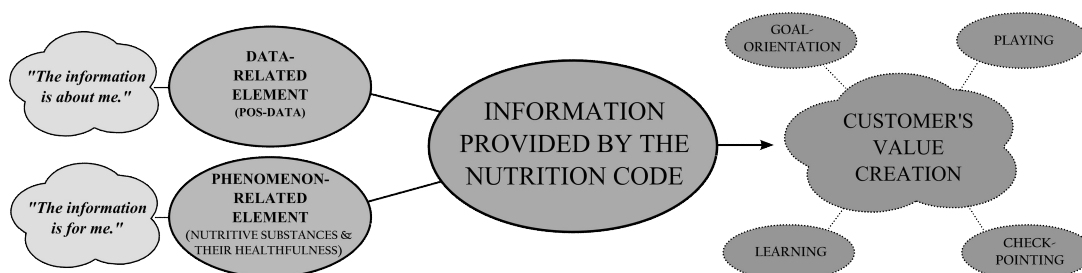 "The information
is about me."
DATA-
RELATED
ELEMENT
(POS-DATA)
"The information
is for me."
PHENOMENON-
RELATED
ELEMENT
(NUTRITIVE SUBSTANCES &
THEIR HEALTHFULNESS)
INFORMATION
PROVIDED BY THE
NUTRITION CODE
GOAL-
ORIENTATION
PLAYING
CUSTOMER'S
VALUE
CREATION
LEARNING
CHECK-
POINTING